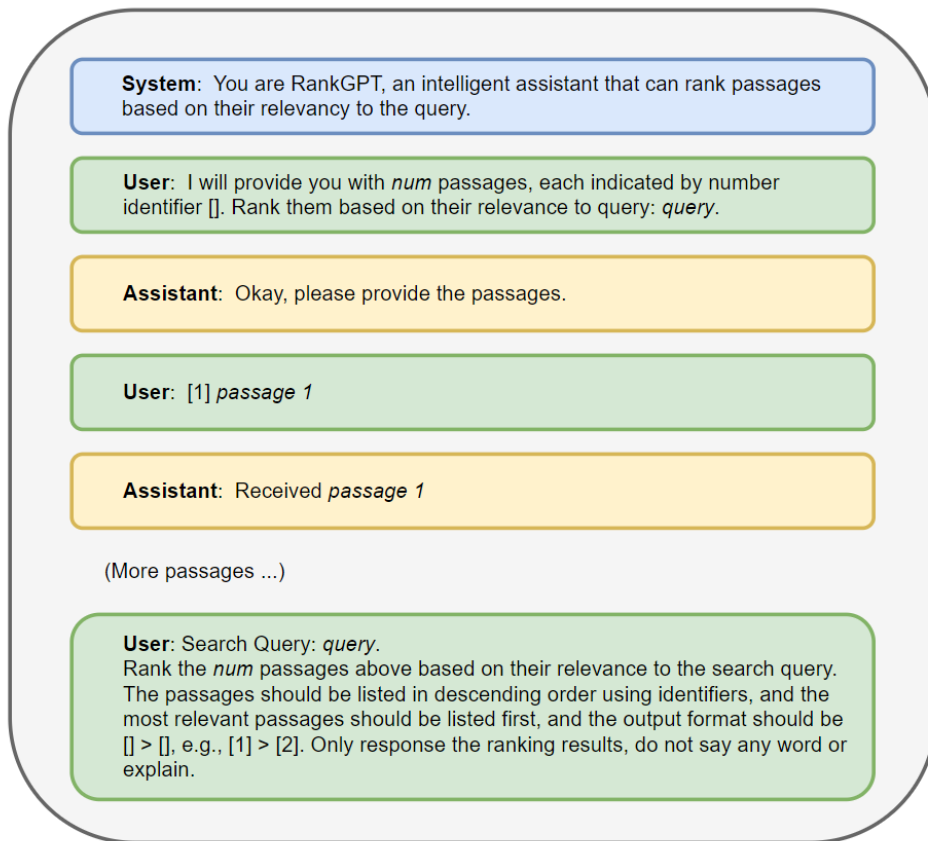 System: You are RankGPT, an intelligent assistant that can rank passages
based on their relevancy to the query.
User: I will provide you with num passages, each indicated by number
identifier []. Rank them based on their relevance to query: query.
Assistant: Okay, please provide the passages.
User: [1] passage 1
Assistant: Received passage 1
(More passages ...)
User: Search Query: query.
Rank the num passages above based on their relevance to the search query.
The passages should be listed in descending order using identifiers, and the
most relevant passages should be listed first, and the output format should be
[] > [], e.g., [1] > [2]. Only response the ranking results, do not say any word or
explain.